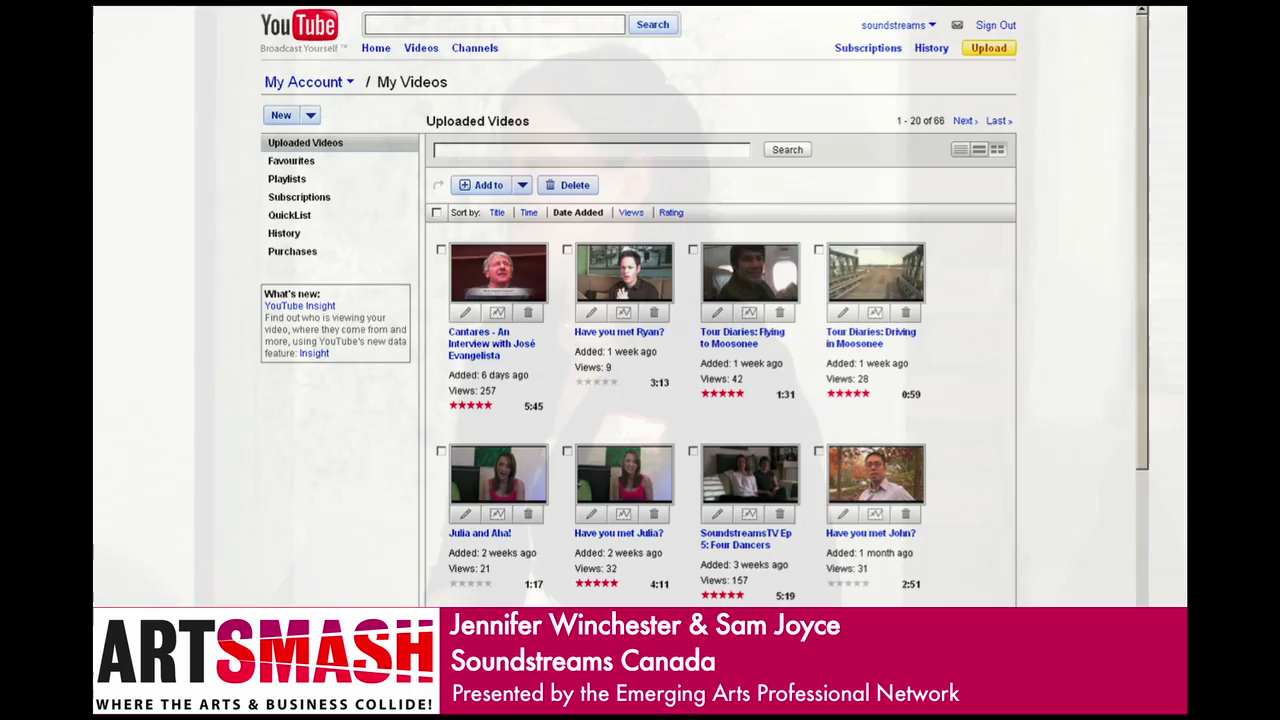 YouTube
Broadcast Yourself ™
Search
soundstreams
Sign Out
Home Videos Channels
Subscriptions History Upload
My Account / My Videos
New
Uploaded Videos
1 - 20 of 66 Next › Last »
Uploaded Videos
Favourites
Playlists
Subscriptions
QuickList
History
Purchases
What's new:
YouTube Insight
Find out who is viewing your
video, where they come from and
more, using YouTube's new data
feature: Insight
Search
Add to
Delete
Sort by: Title | Time | Date Added | Views | Rating
Cantares - An
Interview with José
Evangelista
Added: 6 days ago
Views: 257
5:45
Have you met Ryan?
Added: 1 week ago
Views: 9
3:13
Tour Diaries: Flying
to Moosonee
Added: 1 week ago
Views: 42
1:31
Tour Diaries: Driving
in Moosonee
Added: 1 week ago
Views: 28
0:59
Julia and Aha!
Added: 2 weeks ago
Views: 21
1:17
Have you met Julia?
Added: 2 weeks ago
Views: 32
4:11
SoundstreamsTV Ep
5: Four Dancers
Added: 3 weeks ago
Views: 157
5:19
Have you met John?
Added: 1 month ago
Views: 31
2:51
ARTSMASH
WHERE THE ARTS & BUSINESS COLLIDE!
Jennifer Winchester & Sam Joyce
Soundstreams Canada
Presented by the Emerging Arts Professional Network